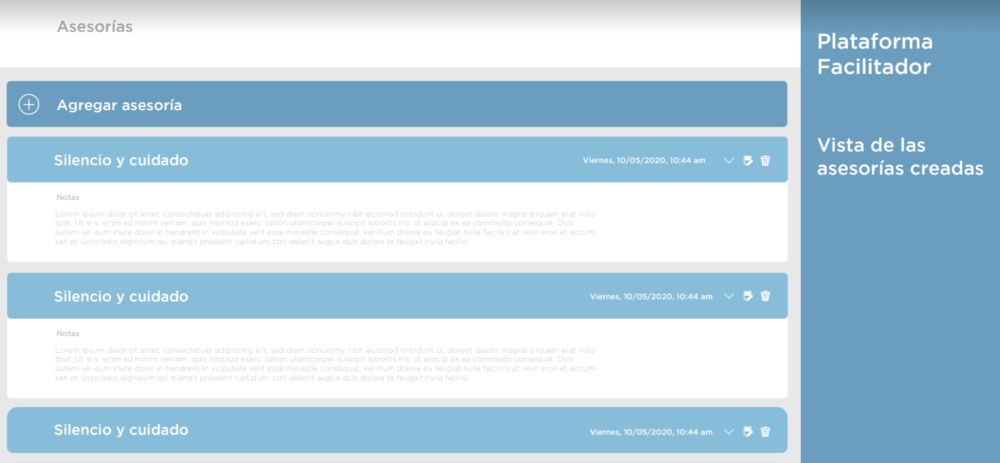 Asesorías
Agregar asesoría
Silencio y cuidado
Viernes, 10/05/2020, 10:44 am
Notas
Lorem ipsum dolor sit amet, consectetuer adipiscing elit, sed diam nonummy nibh euismod tincidunt ut laoreet dolore magna aliquam erat volu-
tpat. Ut wisi enim ad minim veniam, quis nostrud exerci tation ullamcorper suscipit lobortis nisl ut aliquip ex ea commodo consequat. Duis
autem vel eum iriure dolor in hendrerit in vulputate velit esse molestie consequat, vel illum dolore eu feugiat nulla facilisis at vero eros et accum-
san et iusto odio dignissim qui blandit praesent luptatum zzril delenit augue duis dolore te feugait nulla facilisi.
Silencio y cuidado
Viernes, 10/05/2020, 10:44 am
Notas
Lorem ipsum dolor sit amet, consectetuer adipiscing elit, sed diam nonummy nibh euismod tincidunt ut laoreet dolore magna aliquam erat volu-
tpat. Ut wisi enim ad minim veniam, quis nostrud exerci tation ullamcorper suscipit lobortis nisl ut aliquip ex ea commodo consequat. Duis
autem vel eum iriure dolor in hendrerit in vulputate velit esse molestie consequat, vel illum dolore eu feugiat nulla facilisis at vero eros et accum-
san et iusto odio dignissim qui blandit praesent luptatum zzril delenit augue duis dolore te feugait nulla facilisi.
Silencio y cuidado
Viernes, 10/05/2020, 10:44 am
Plataforma
Facilitador
Vista de las
asesorías creadas